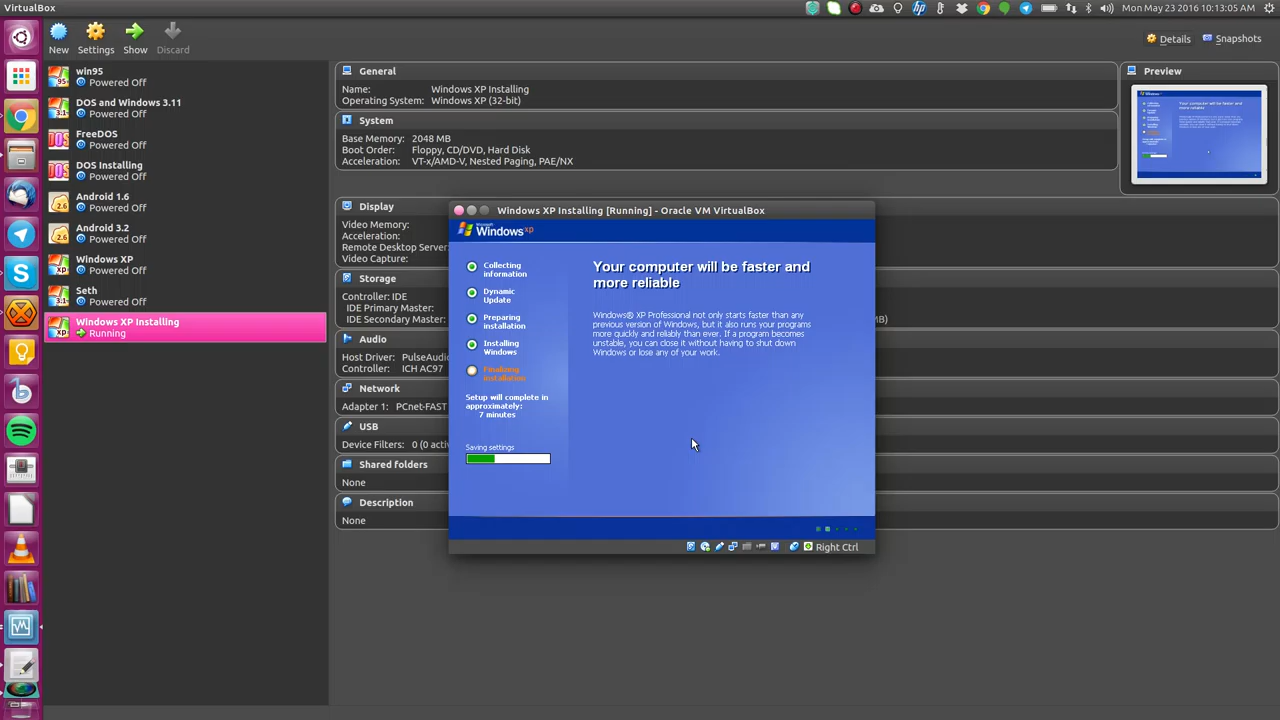 VirtualBox
Mon May 23 2016 10:13:05 AM
New
Settings
Show
Discard
Details
Snapshots
win95
Powered Off
DOS and Windows 3.11
Powered Off
FreeDOS
Powered Off
DOS Installing
Powered Off
Android 1.6
Powered Off
Android 3.2
Powered Off
Windows XP
Powered Off
Seth
Powered Off
Windows XP Installing
Running
General
Name: Windows XP Installing
Operating System: Windows XP (32-bit)
System
Base Memory: 2048 MB
Boot Order: Floppy, CD/DVD, Hard Disk
Acceleration: VT-x/AMD-V, Nested Paging, PAE/NX
Preview
Display
Video Memory:
Acceleration:
Remote Desktop Server:
Video Capture:
Storage
Controller: IDE
IDE Primary Master:
IDE Secondary Master:
Audio
Host Driver: PulseAudio
Controller: ICH AC97
Network
Adapter 1: PCnet-FAST
USB
Device Filters: 0 (0 activ
Shared folders
None
Description
None
Windows XP Installing [Running] - Oracle VM VirtualBox
Microsoft
Windows xp
Collecting
information
Dynamic
Update
Preparing
installation
Installing
Windows
Finalizing
installation
Setup will complete in
approximately:
7 minutes
Saving settings
Your computer will be faster and
more reliable
Windows® XP Professional not only starts faster than any
previous version of Windows, but it also runs your programs
more quickly and reliably than ever. If a program becomes
unstable, you can close it without having to shut down
Windows or lose any of your work.
Right Ctrl